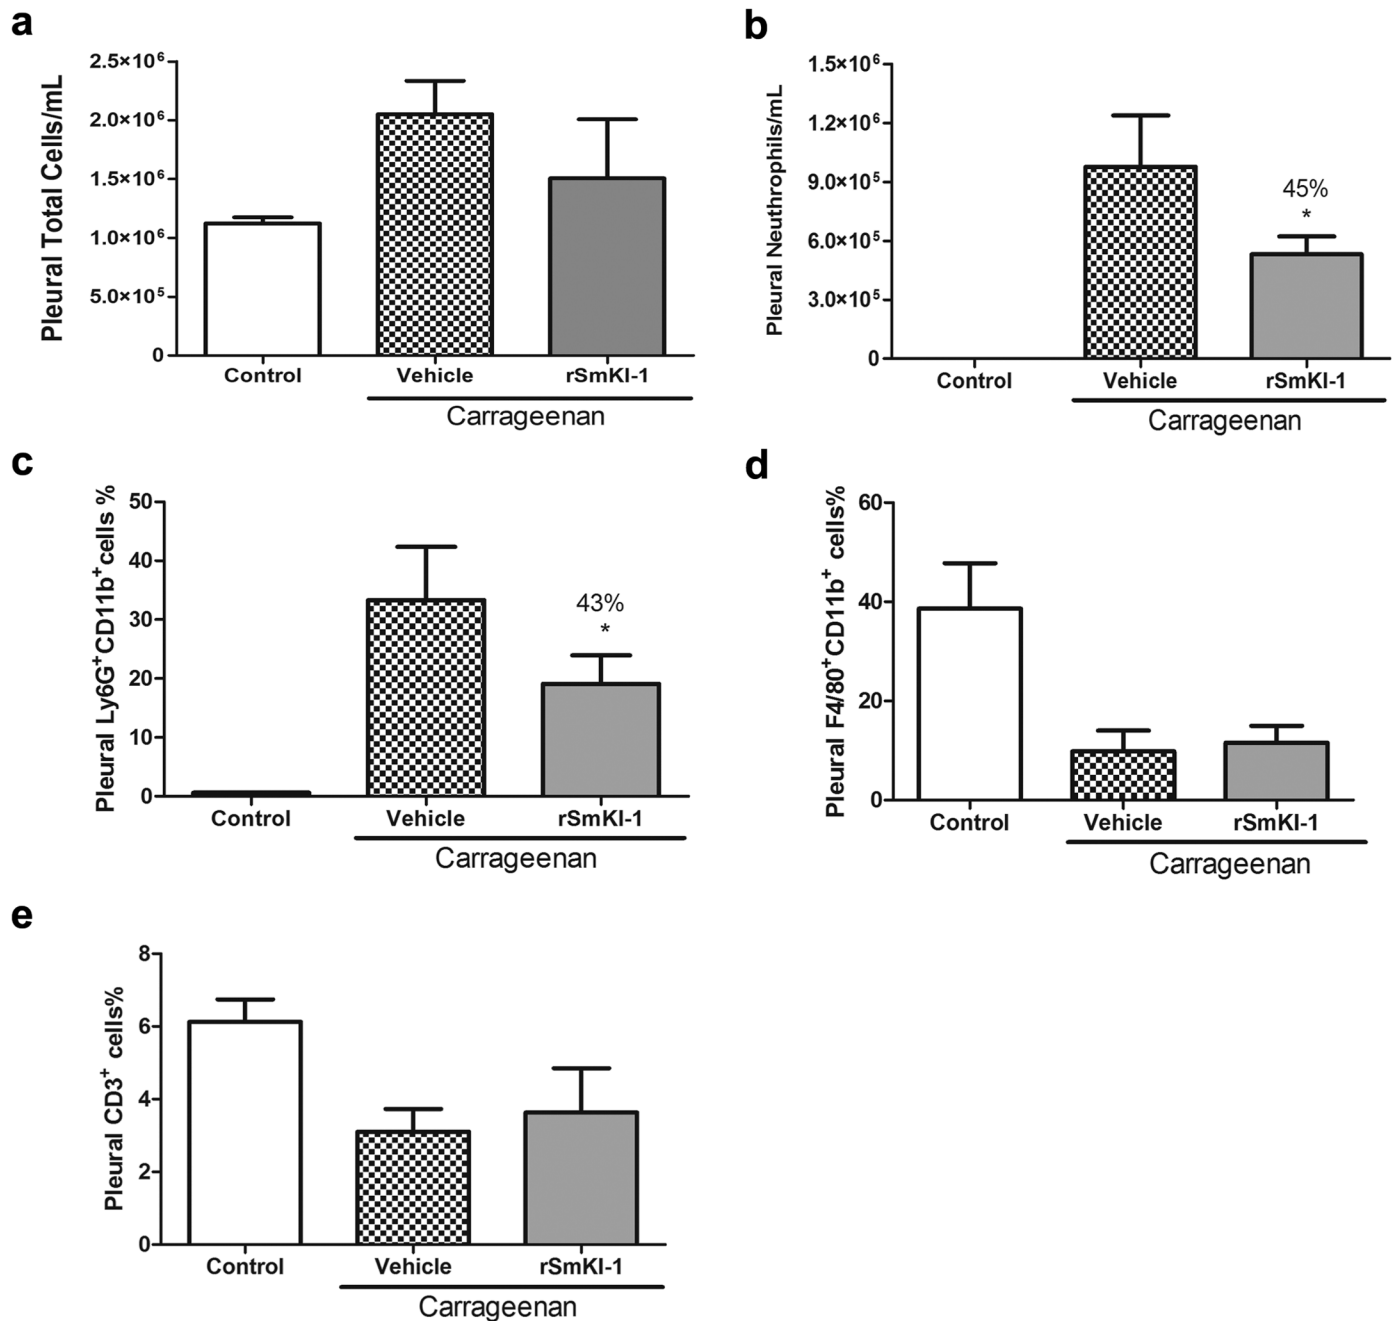 a
Pleural Total Cells/mL
2.5×10⁶
2.0×10⁶
1.5×10⁶
1.0×10⁶
5.0×10⁵
0
Control
Vehicle
rSmKI-1
Carrageenan
b
Pleural Neuthrophils/mL
1.5×10⁶
1.2×10⁶
9.0×10⁵
6.0×10⁵
3.0×10⁵
0
45%
*
Control
Vehicle
rSmKI-1
Carrageenan
c
Pleural Ly6G⁺CD11b⁺cells %
50
40
30
20
10
0
43%
*
Control
Vehicle
rSmKI-1
Carrageenan
d
Pleural F4/80⁺CD11b⁺ cells%
60
40
20
0
Control
Vehicle
rSmKI-1
Carrageenan
e
Pleural CD3⁺ cells%
8
6
4
2
0
Control
Vehicle
rSmKI-1
Carrageenan